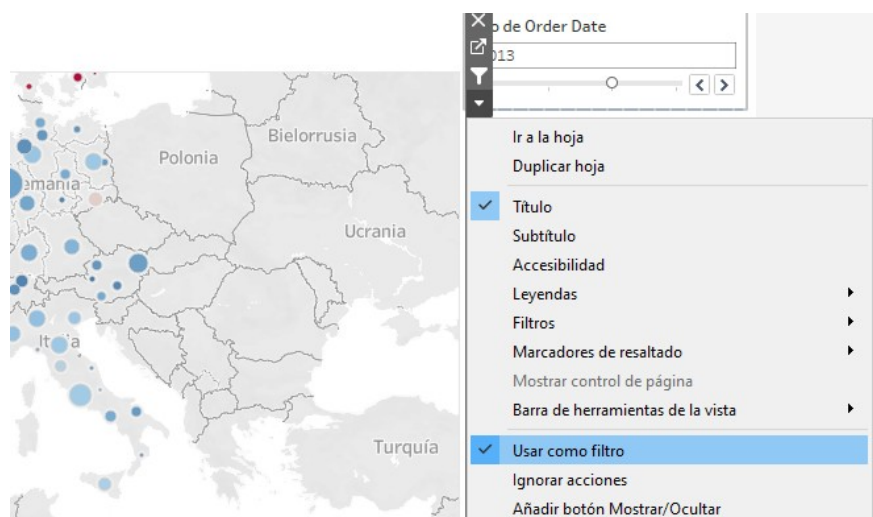 o de Order Date
013
Bielorrusia
Polonia
emania
Ucrania
Italia
Turquía
Ir a la hoja
Duplicar hoja
Título
Subtítulo
Accesibilidad
Leyendas
Filtros
Marcadores de resaltado
Mostrar control de página
Barra de herramientas de la vista
Usar como filtro
Ignorar acciones
Añadir botón Mostrar/Ocultar